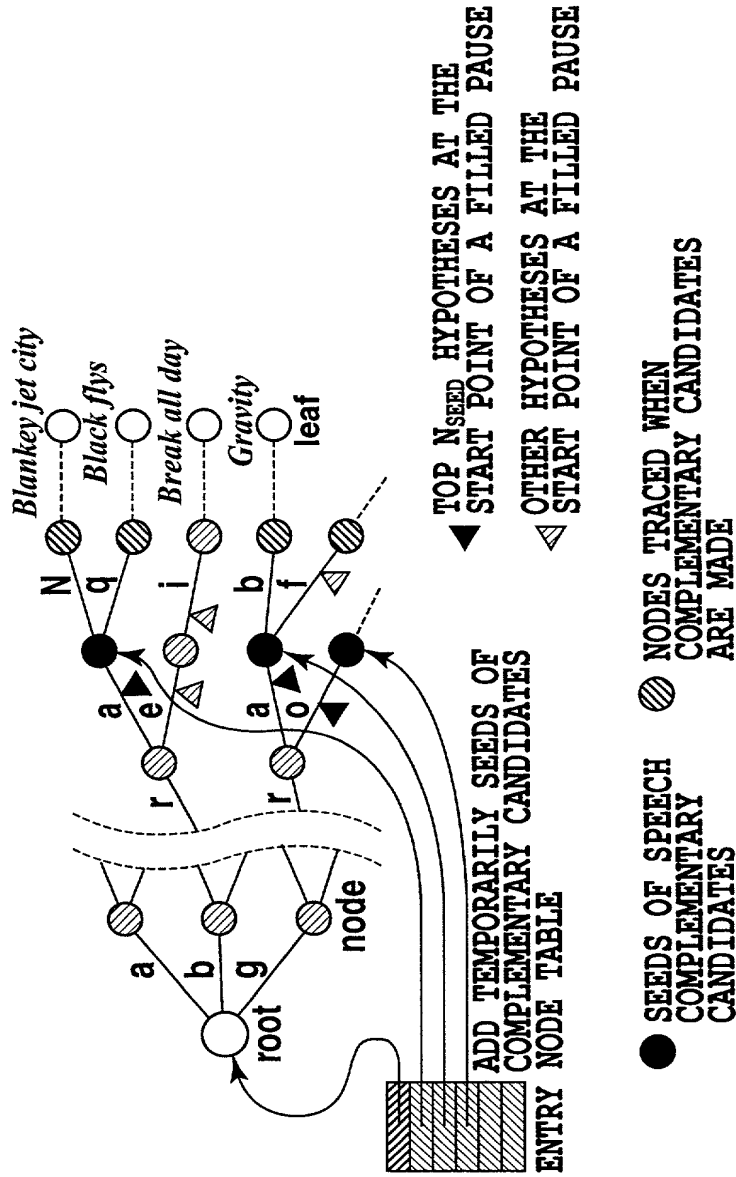 Blankey jet city
Black flys
Break all day
Gravity
leaf
N
q
i
b
f
a
e
a
o
r
r
a
b
g
root
node
ADD TEMPORARILY SEEDS OF
COMPLEMENTARY CANDIDATES
ENTRY NODE TABLE
TOP NSEED HYPOTHESES AT THE
START POINT OF A FILLED PAUSE
OTHER HYPOTHESES AT THE
START POINT OF A FILLED PAUSE
SEEDS OF SPEECH
COMPLEMENTARY
CANDIDATES
NODES TRACED WHEN
COMPLEMENTARY CANDIDATES
ARE MADE